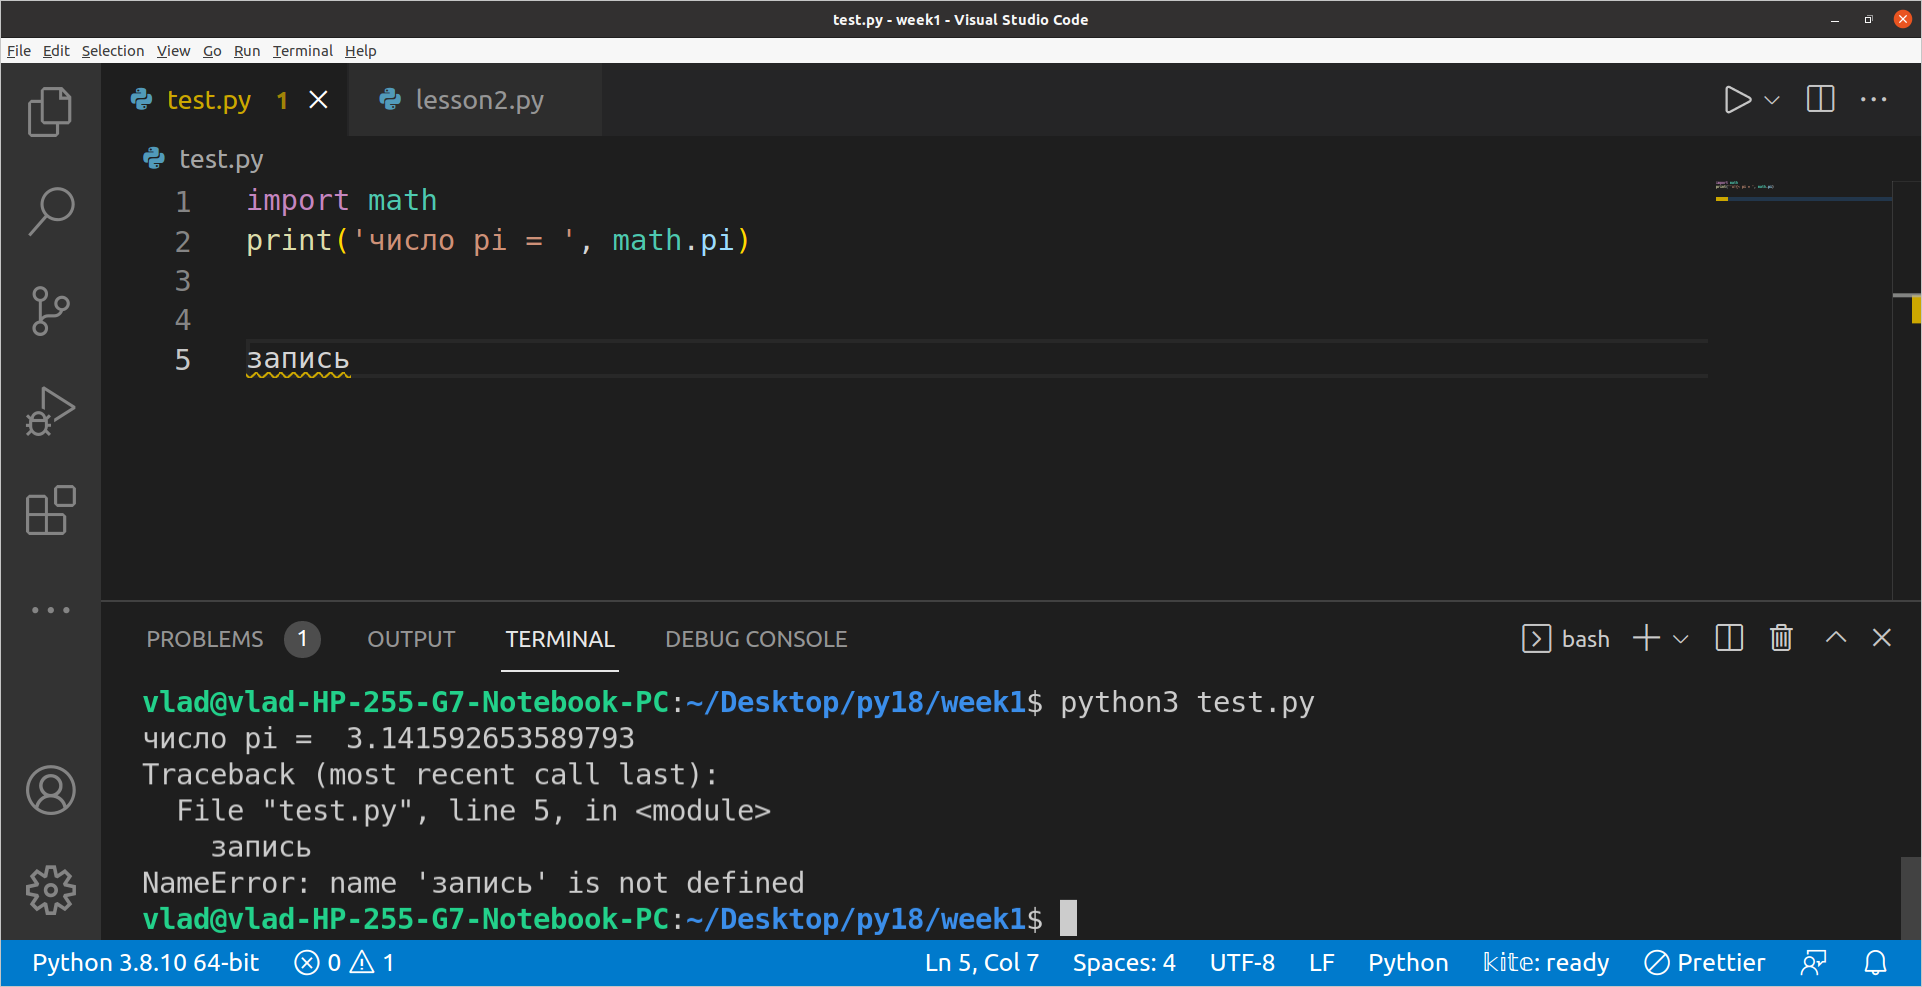 test.py - week1 - Visual Studio Code
File Edit Selection View Go Run Terminal Help
test.py 1 lesson2.py
test.py
1 import math
2 print('число pi = ', math.pi)
3
4
5 запись
PROBLEMS 1 OUTPUT TERMINAL DEBUG CONSOLE bash
vlad@vlad-HP-255-G7-Notebook-PC:~/Desktop/py18/week1$ python3 test.py
число pi =  3.141592653589793
Traceback (most recent call last):
  File "test.py", line 5, in <module>
    запись
NameError: name 'запись' is not defined
vlad@vlad-HP-255-G7-Notebook-PC:~/Desktop/py18/week1$
Python 3.8.10 64-bit 0 1 Ln 5, Col 7 Spaces: 4 UTF-8 LF Python kite: ready Prettier